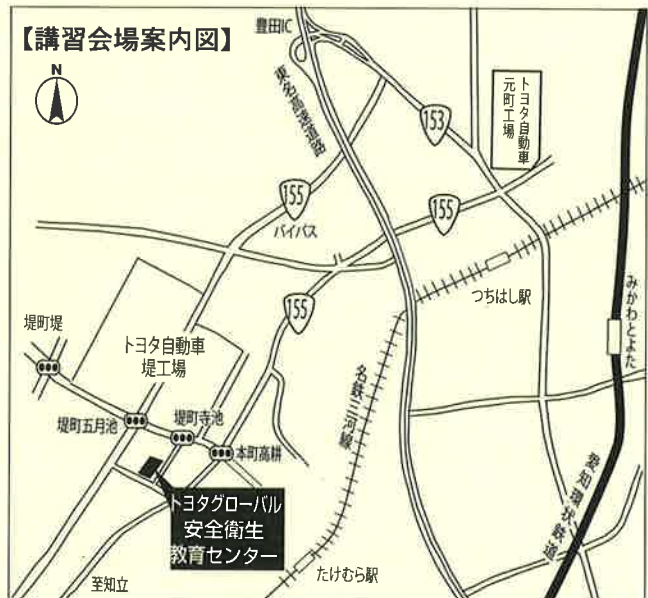 【講習会場案内図】
N
豊田IC
東名高速道路
153
トヨタ自動車
元町工場
155
バイパス
155
つちはし駅
155
みかわとよた
堤町堤
トヨタ自動車
堤工場
名鉄三河線
堤町五月池
堤町寺池
本町高耕
愛知環状鉄道
トヨタグローバル
安全衛生
教育センター
たけむら駅
至知立